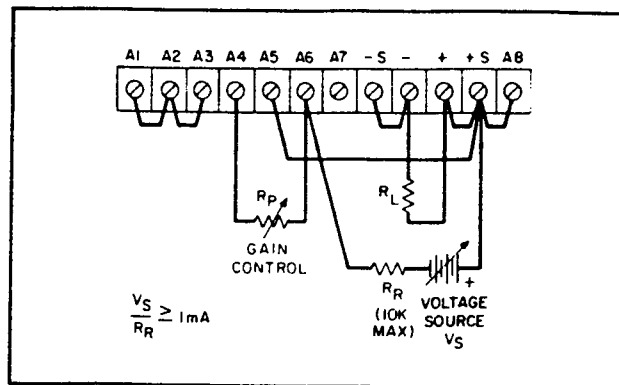 A1 A2 A3 A4 A5 A6 A7 -S - + +S A8
RP
GAIN
CONTROL
RL
RR
(10K
MAX)
+
VOLTAGE
SOURCE
VS
VS/RR ≥ 1mA